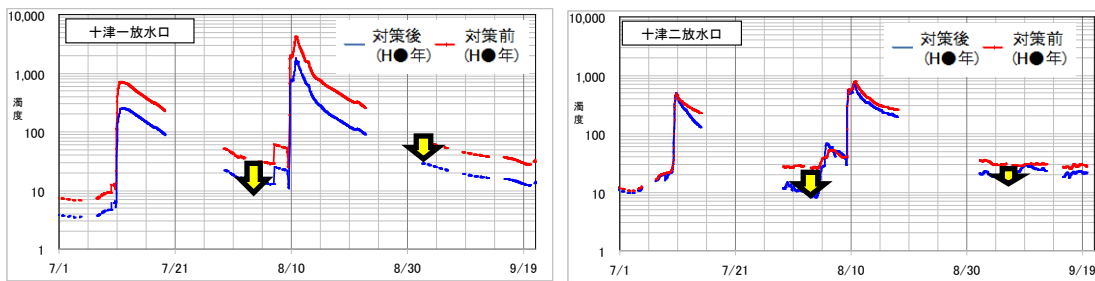 十津一放水口
対策後
(H●年)
対策前
(H●年)
濁度
10,000
1,000
100
10
1
7/1
7/21
8/10
8/30
9/19
十津二放水口
対策後
(H●年)
対策前
(H●年)
濁度
10,000
1,000
100
10
1
7/1
7/21
8/10
8/30
9/19